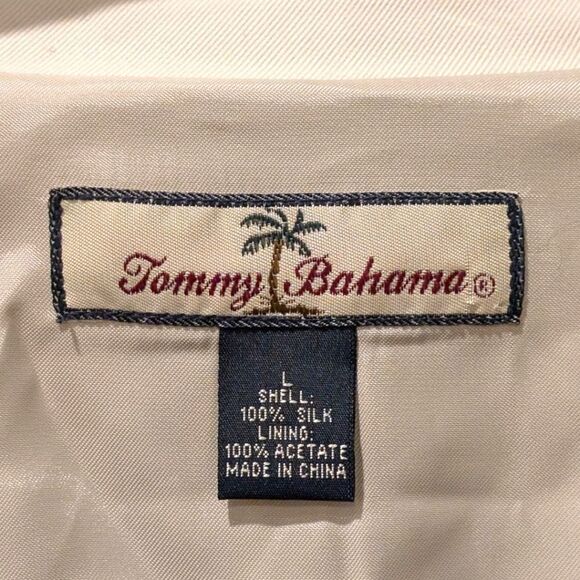 Tommy Bahama®
L
SHELL:
100% SILK
LINING:
100% ACETATE
MADE IN CHINA